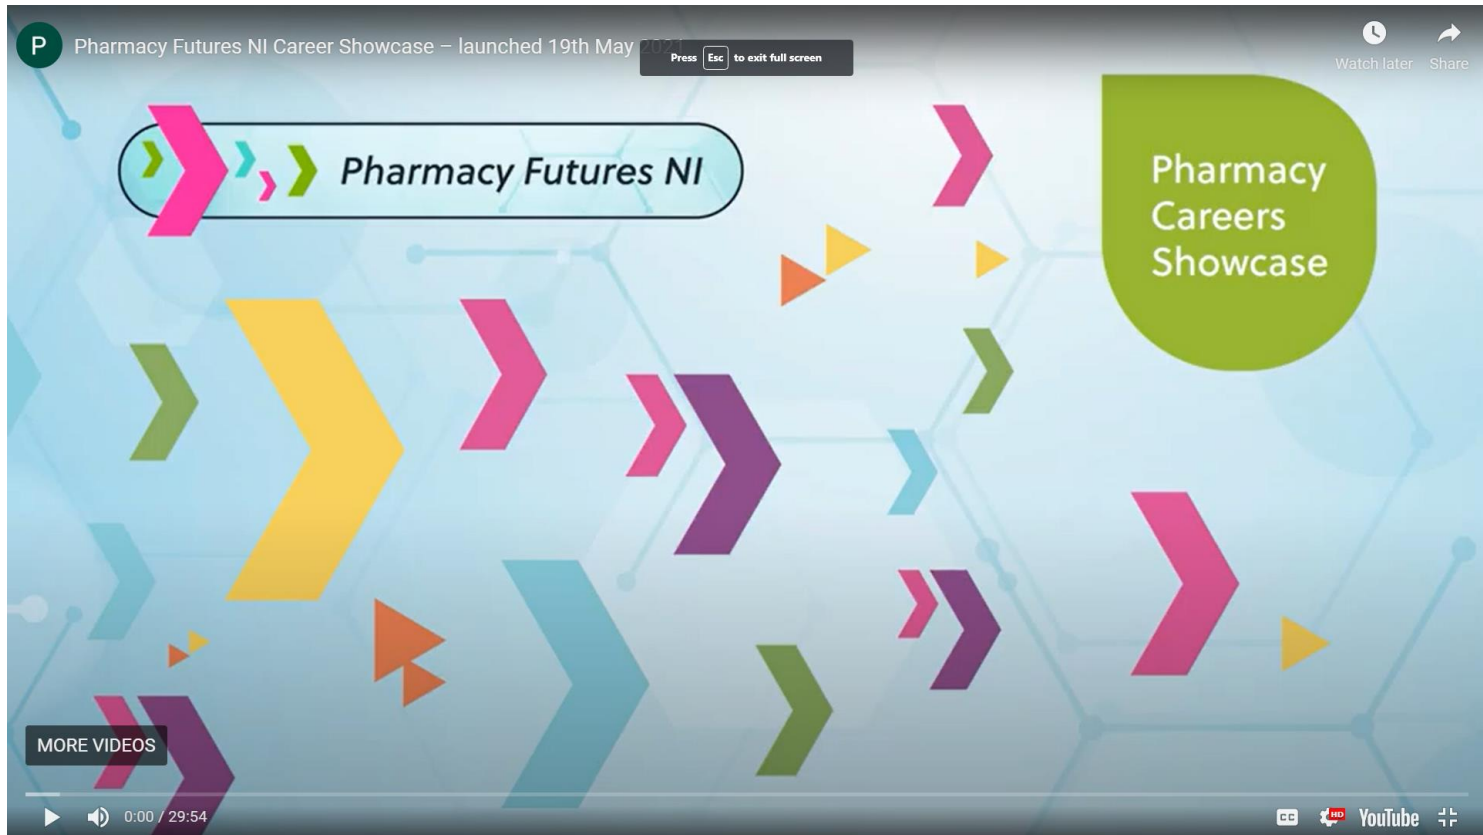 P
Pharmacy Futures NI Career Showcase – launched 19th May 2021
Press Esc to exit full screen
Watch later
Share
Pharmacy Futures NI
Pharmacy
Careers
Showcase
MORE VIDEOS
0:00 / 29:54
CC
HD
YouTube